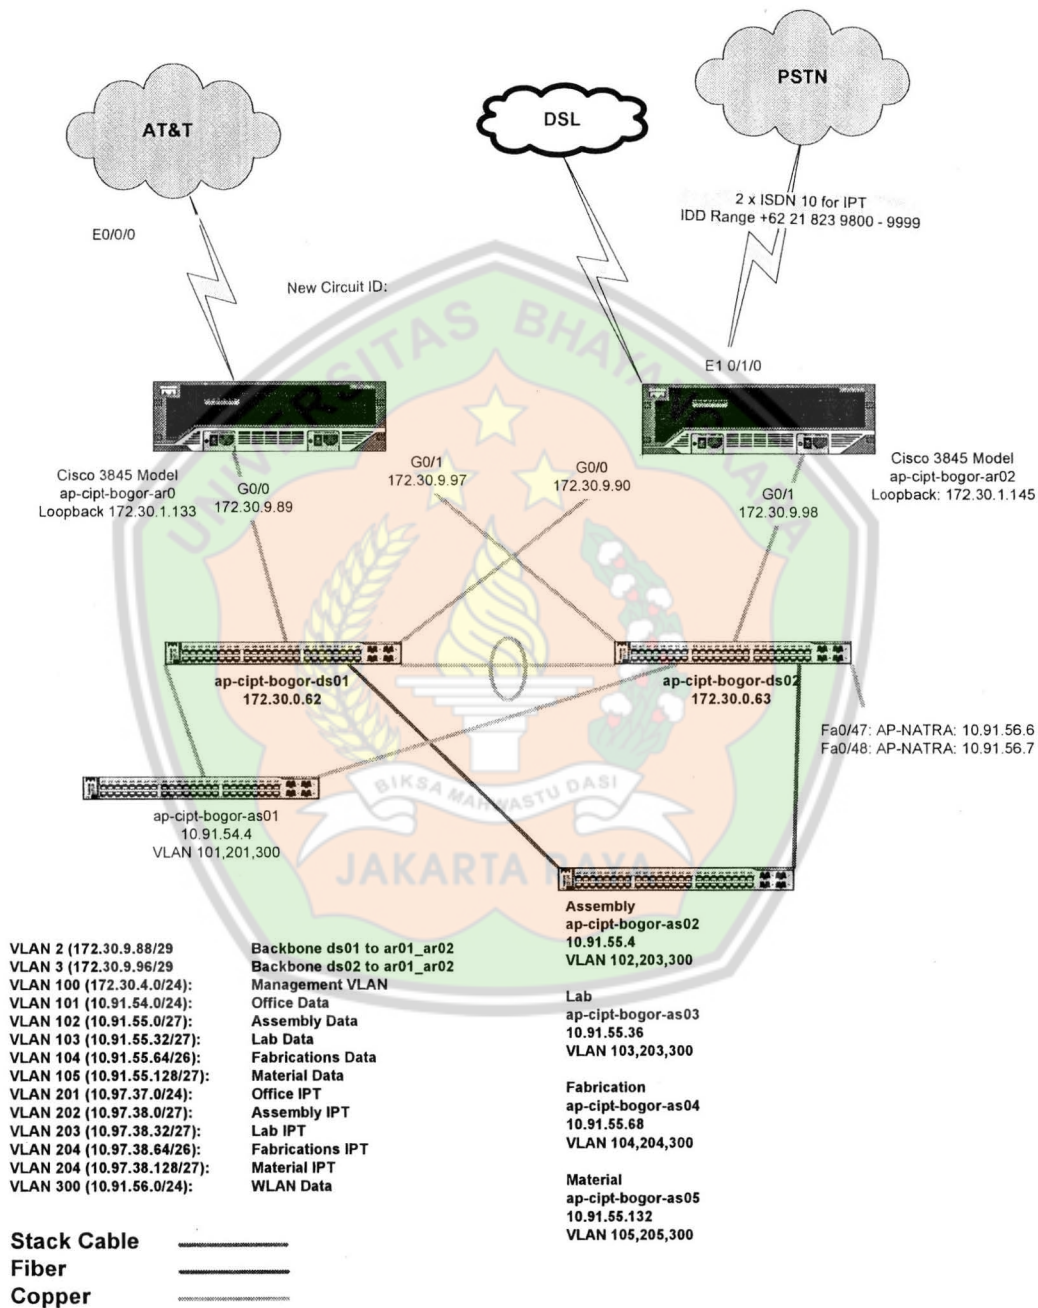 AT&T
DSL
PSTN
2 x ISDN 10 for IPT
IDD Range +62 21 823 9800 - 9999
E0/0/0
New Circuit ID:
E1 0/1/0
Cisco 3845 Model
ap-cipt-bogor-ar0
Loopback 172.30.1.133
G0/0
172.30.9.89
G0/1
172.30.9.97
G0/0
172.30.9.90
G0/1
172.30.9.98
Cisco 3845 Model
ap-cipt-bogor-ar02
Loopback: 172.30.1.145
UNIVERSITAS BHAYANGKARA
ap-cipt-bogor-ds01
172.30.0.62
ap-cipt-bogor-ds02
172.30.0.63
Fa0/47: AP-NATRA: 10.91.56.6
Fa0/48: AP-NATRA: 10.91.56.7
ap-cipt-bogor-as01
10.91.54.4
VLAN 101,201,300
BIKSA MAHWASTU DASI
JAKARTA RAYA
Assembly
ap-cipt-bogor-as02
10.91.55.4
VLAN 102,203,300
Lab
ap-cipt-bogor-as03
10.91.55.36
VLAN 103,203,300
Fabrication
ap-cipt-bogor-as04
10.91.55.68
VLAN 104,204,300
Material
ap-cipt-bogor-as05
10.91.55.132
VLAN 105,205,300
VLAN 2 (172.30.9.88/29 Backbone ds01 to ar01_ar02
VLAN 3 (172.30.9.96/29 Backbone ds02 to ar01_ar02
VLAN 100 (172.30.4.0/24): Management VLAN
VLAN 101 (10.91.54.0/24): Office Data
VLAN 102 (10.91.55.0/27): Assembly Data
VLAN 103 (10.91.55.32/27): Lab Data
VLAN 104 (10.91.55.64/26): Fabrications Data
VLAN 105 (10.91.55.128/27): Material Data
VLAN 201 (10.97.37.0/24): Office IPT
VLAN 202 (10.97.38.0/27): Assembly IPT
VLAN 203 (10.97.38.32/27): Lab IPT
VLAN 204 (10.97.38.64/26): Fabrications IPT
VLAN 204 (10.97.38.128/27): Material IPT
VLAN 300 (10.91.56.0/24): WLAN Data
Stack Cable
Fiber
Copper